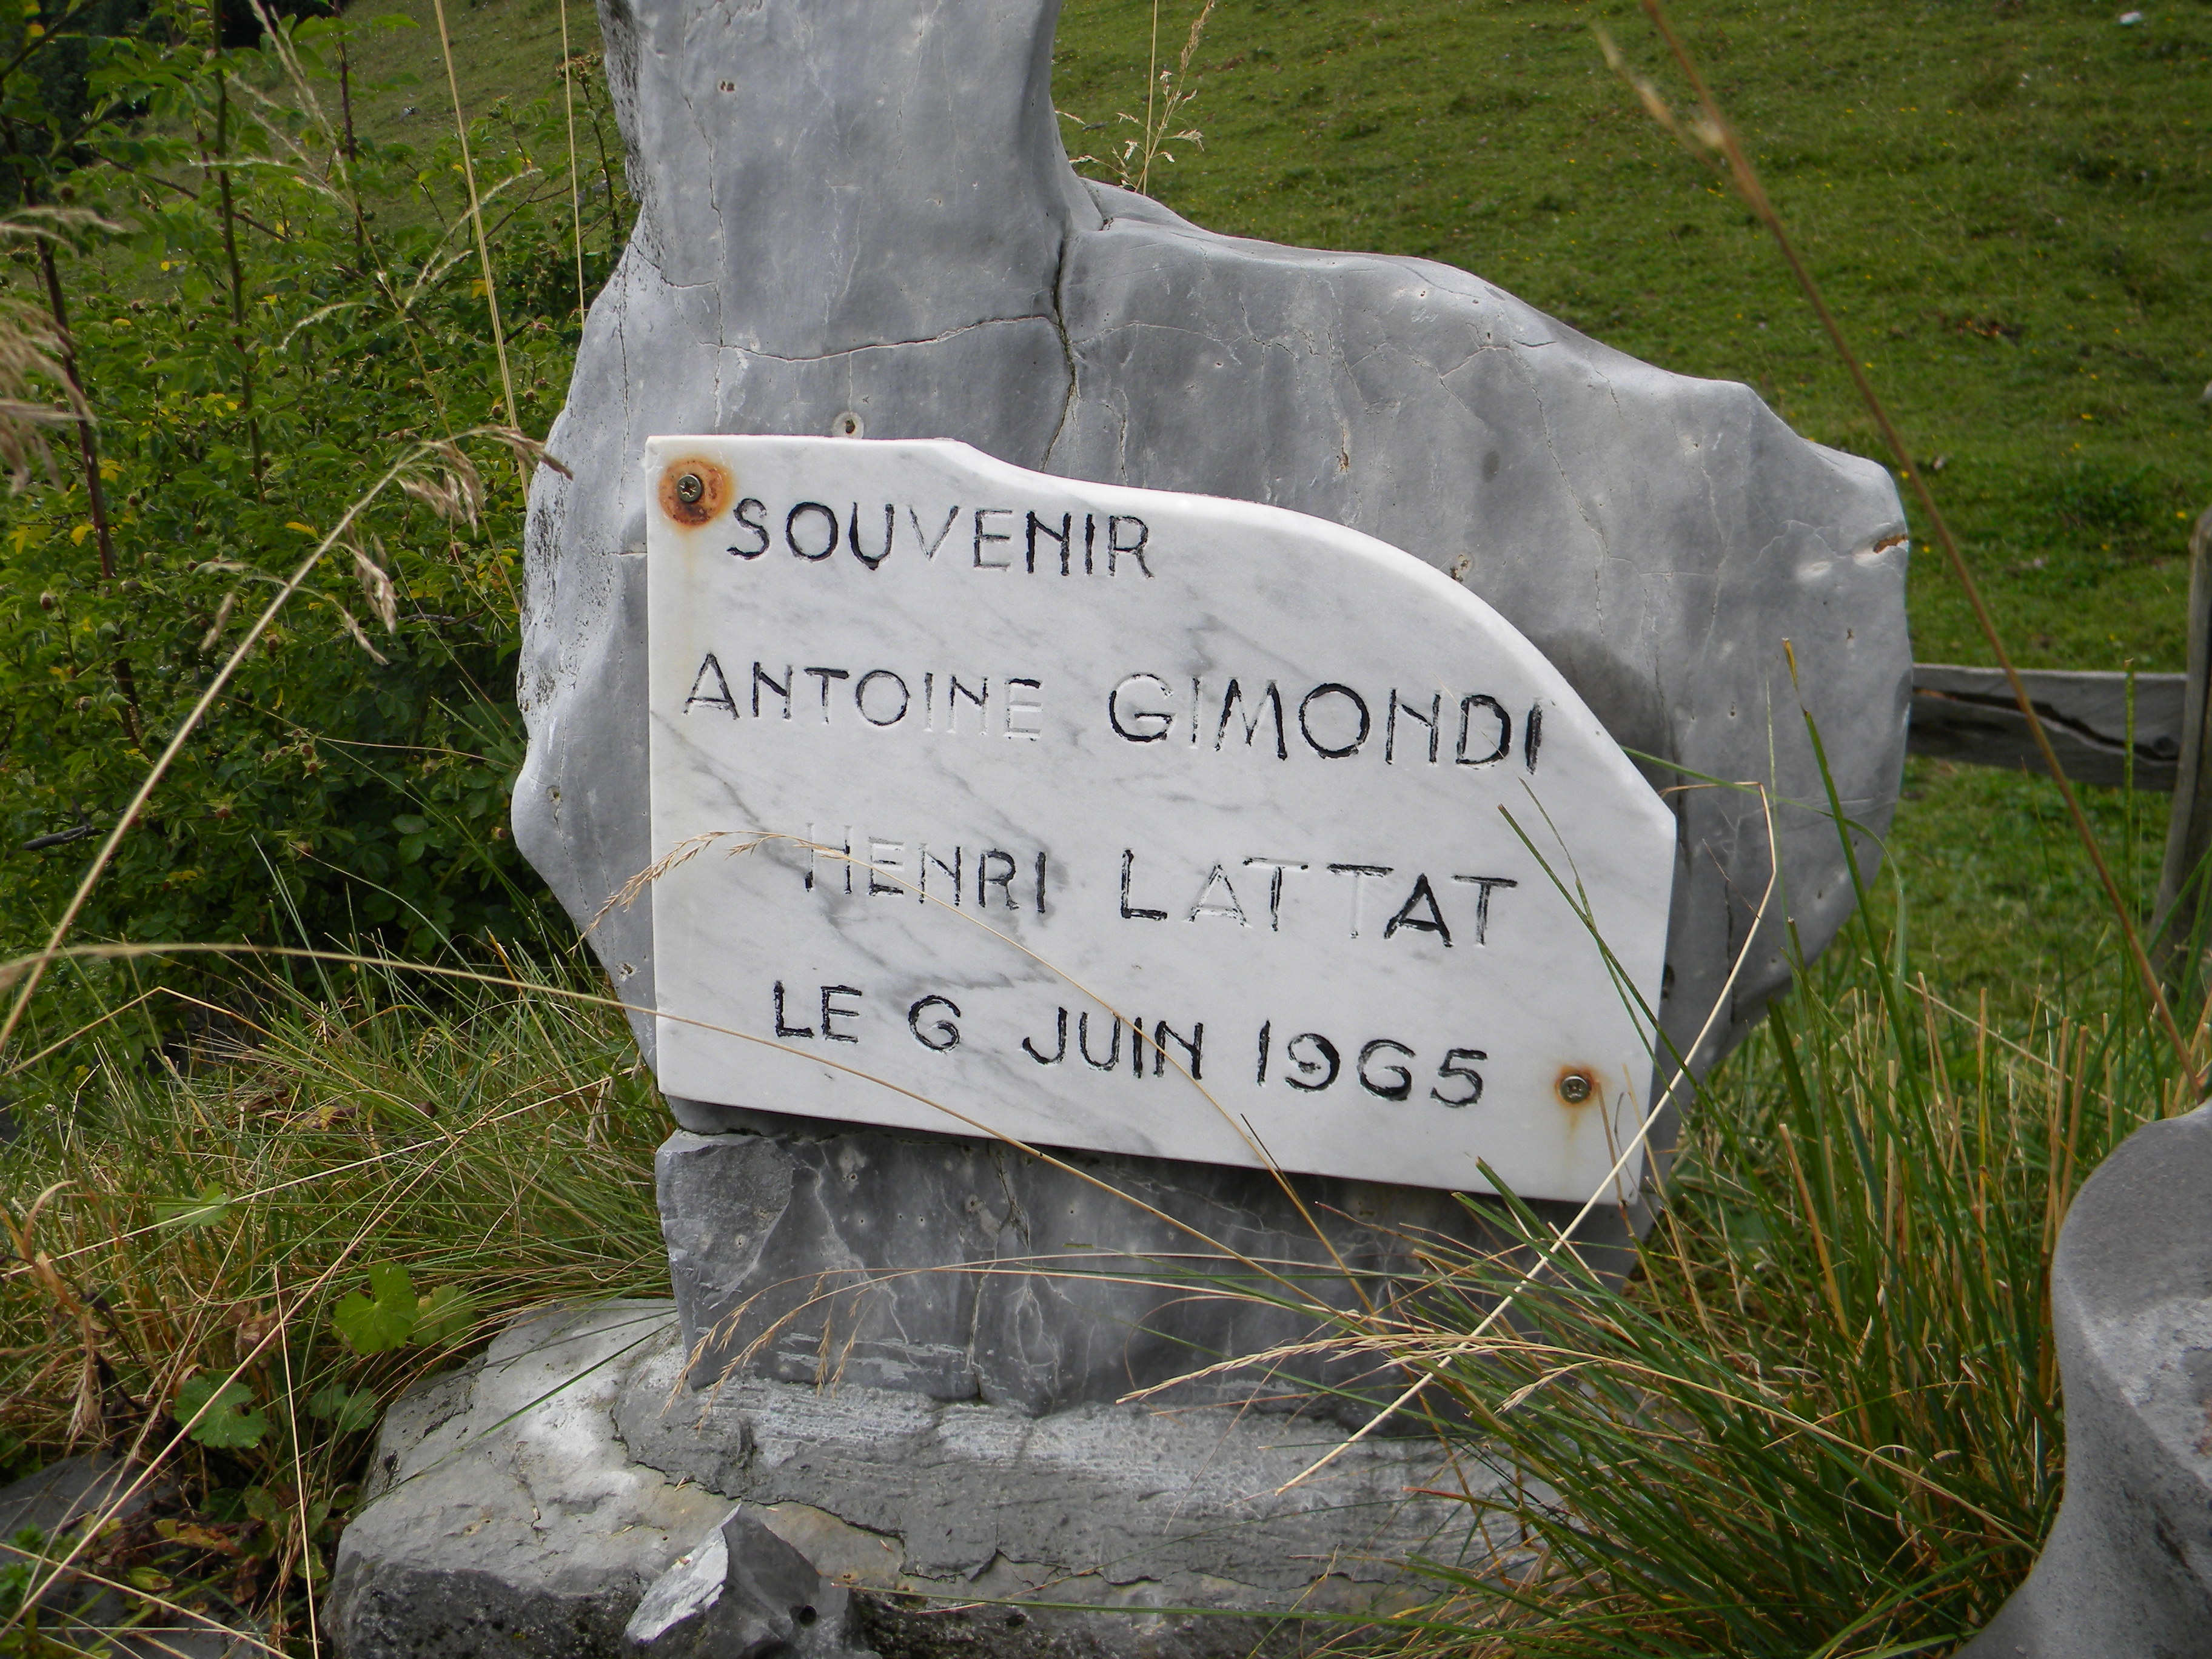 SOUVENIR
ANTOINE GIMONDI
HENRI LATTAT
LE 6 JUIN 1965